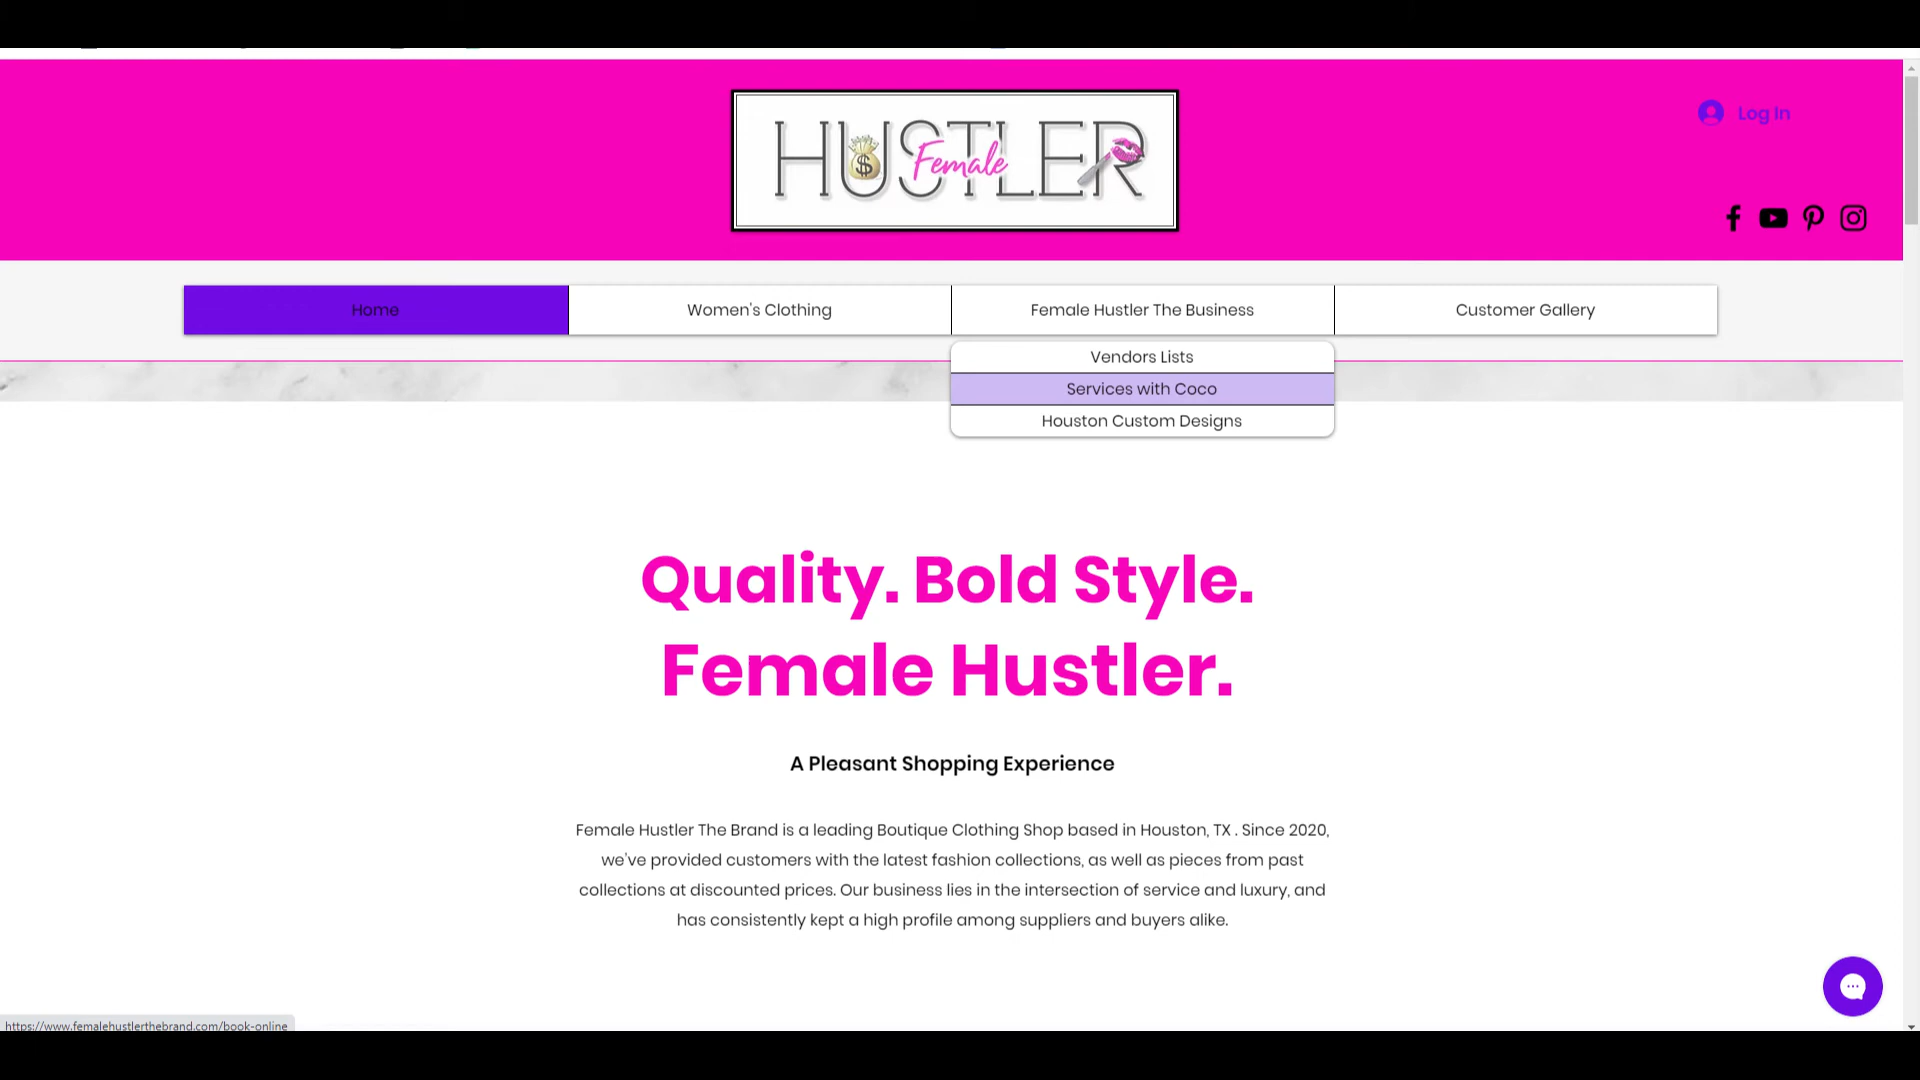 HUSTLER
Female
$
Log In
Home
Women's Clothing
Female Hustler The Business
Customer Gallery
Vendors Lists
Services with Coco
Houston Custom Designs
Quality. Bold Style.
Female Hustler.
A Pleasant Shopping Experience
Female Hustler The Brand is a leading Boutique Clothing Shop based in Houston, TX . Since 2020,
we've provided customers with the latest fashion collections, as well as pieces from past
collections at discounted prices. Our business lies in the intersection of service and luxury, and
has consistently kept a high profile among suppliers and buyers alike.
https://www.femalehustlerthebrand.com/book-online